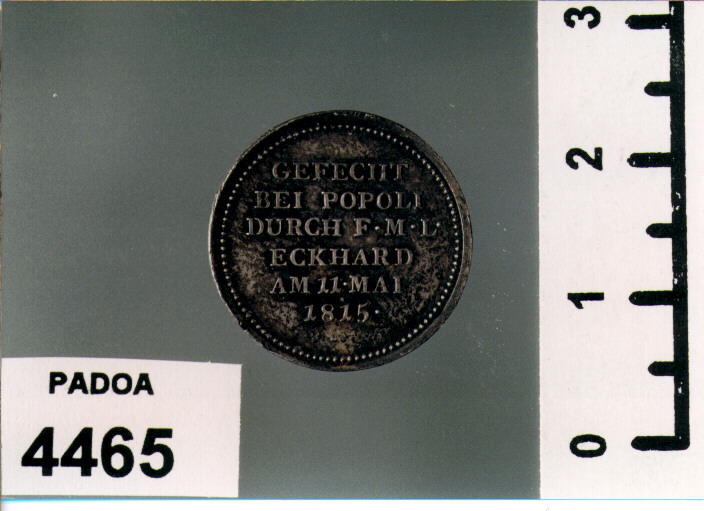 GEFECHT
BEI POPOLI
DURCH F·M·L
ECKHARD
AM 11·MAI
1815·
PADOA
4465
3
2
1
0